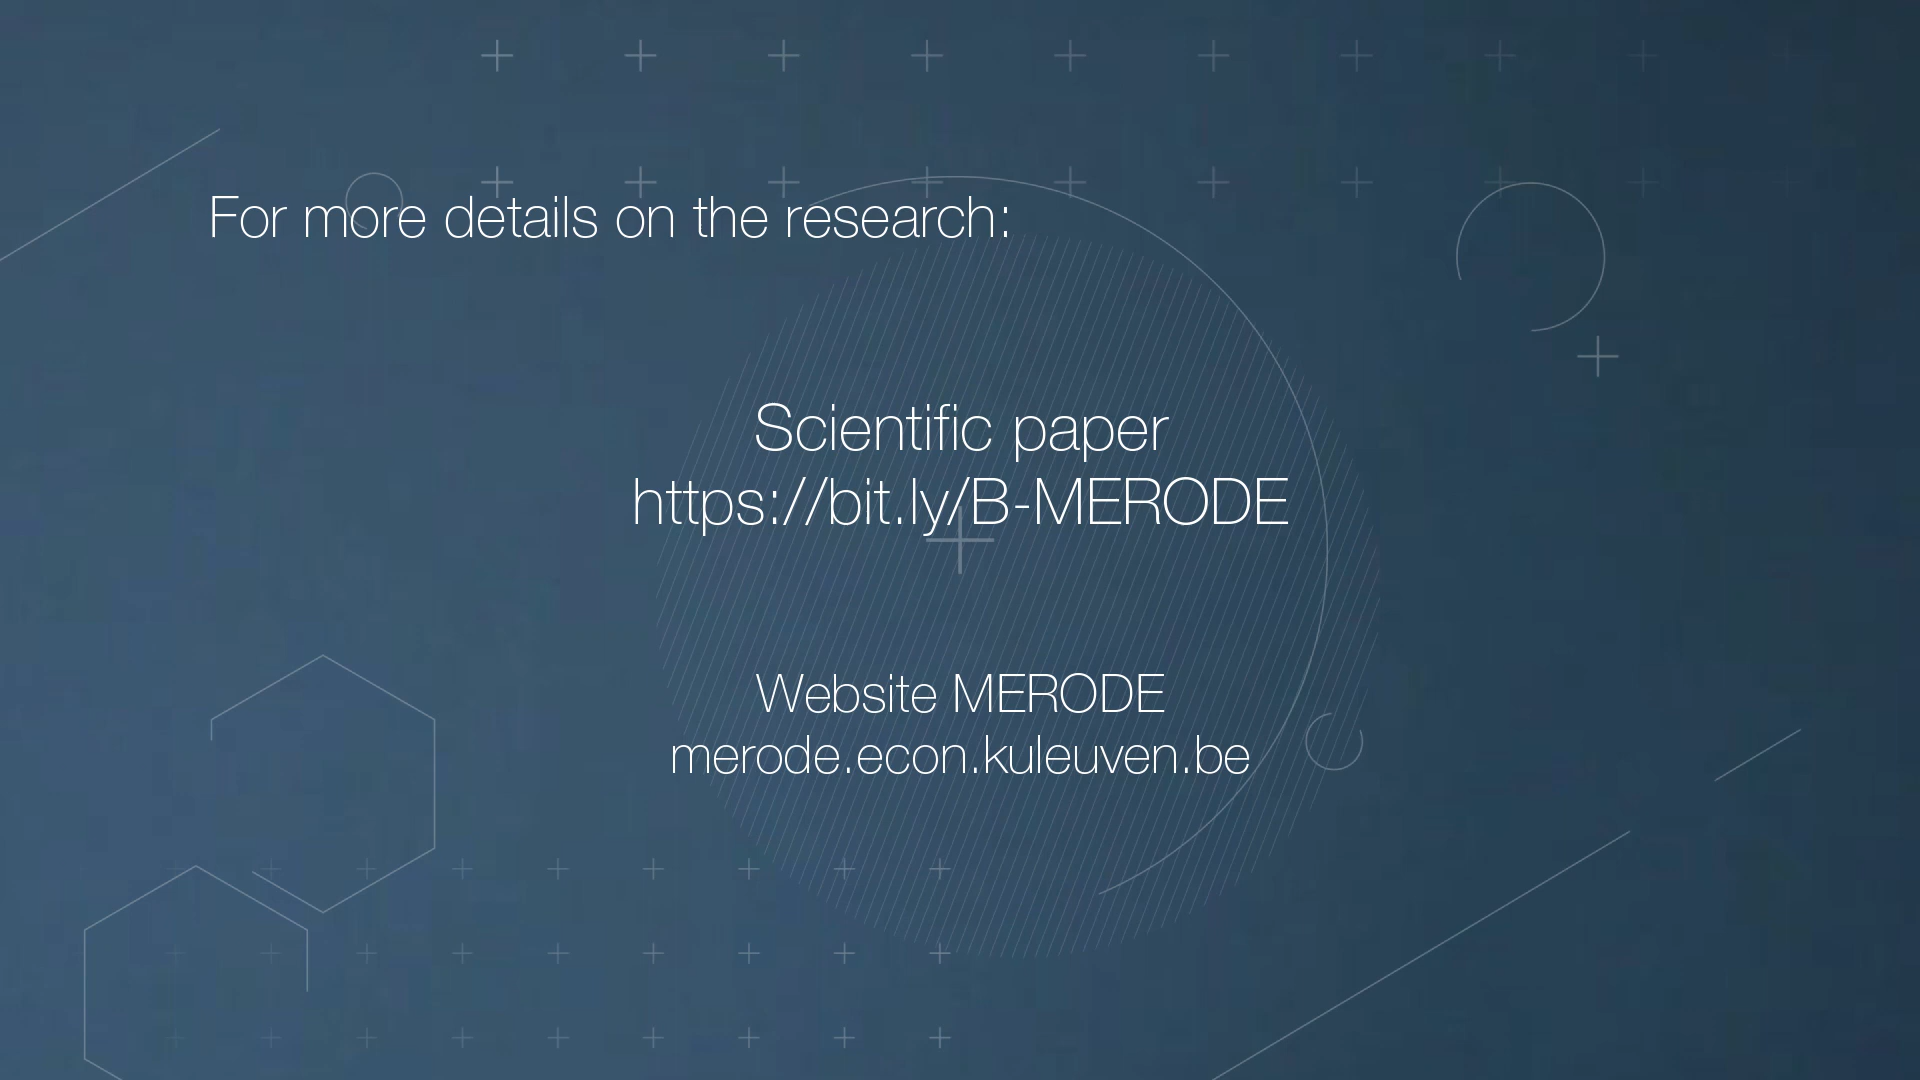 For more details on the research:
Scientific paper
https://bit.ly/B-MERODE
Website MERODE
merode.econ.kuleuven.be